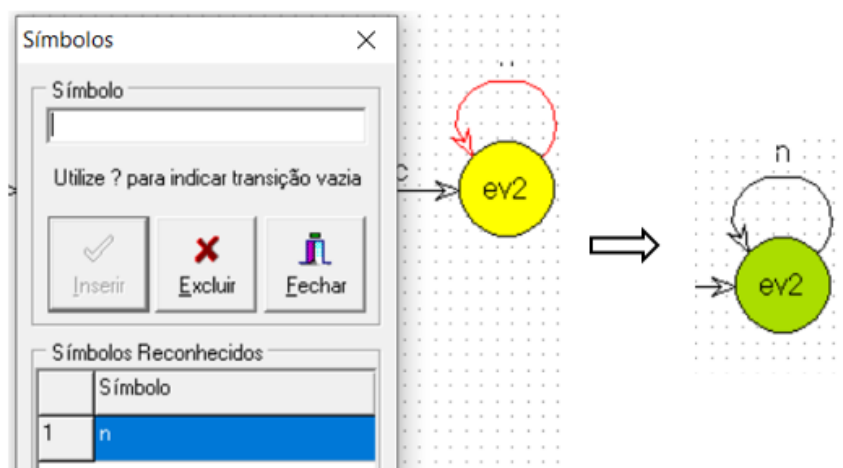 Símbolos
Símbolo
Utilize ? para indicar transição vazia
Inserir Excluir Fechar
Símbolos Reconhecidos
Símbolo
1 n
c
ev2
n
ev2